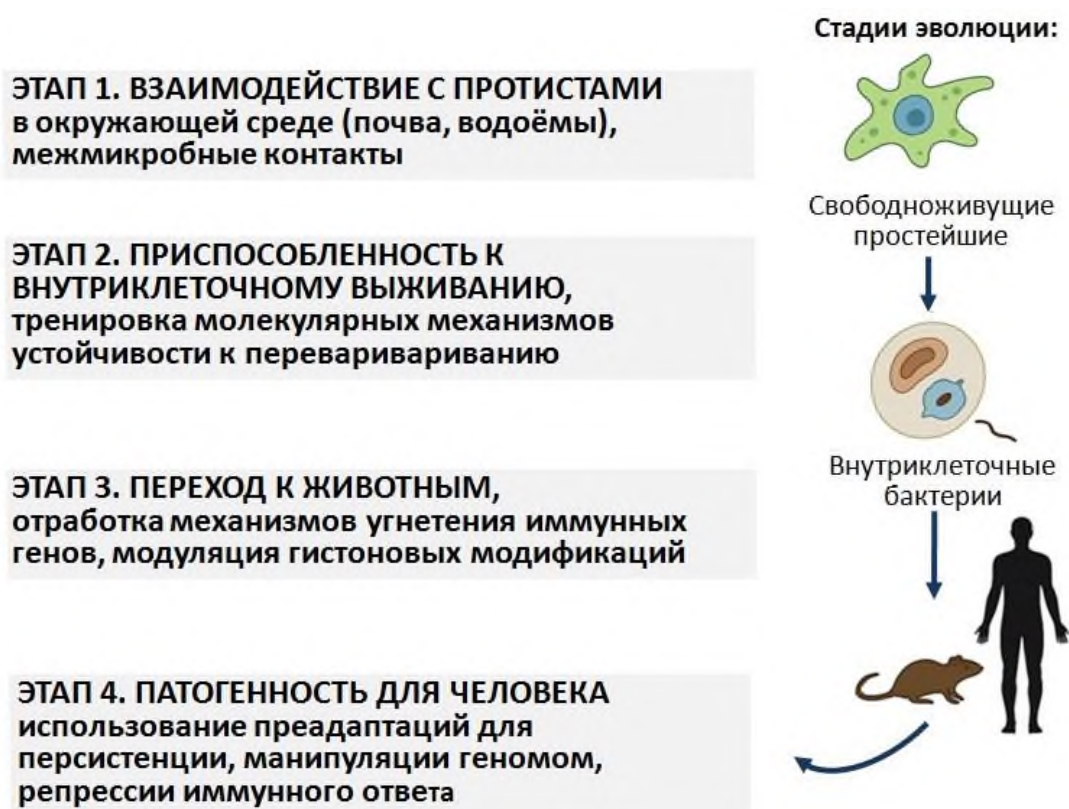 Стадии эволюции:
ЭТАП 1. ВЗАИМОДЕЙСТВИЕ С ПРОТИСТАМИ
в окружающей среде (почва, водоёмы),
межмикробные контакты
Свободноживущие
простейшие
ЭТАП 2. ПРИСПОСОБЛЕННОСТЬ К
ВНУТРИКЛЕТОЧНОМУ ВЫЖИВАНИЮ,
тренировка молекулярных механизмов
устойчивости к перевариривариванию
Внутриклеточные
бактерии
ЭТАП 3. ПЕРЕХОД К ЖИВОТНЫМ,
отработка механизмов угнетения иммунных
генов, модуляция гистоновых модификаций
ЭТАП 4. ПАТОГЕННОСТЬ ДЛЯ ЧЕЛОВЕКА
использование преадаптаций для
персистенции, манипуляции геномом,
репрессии иммунного ответа